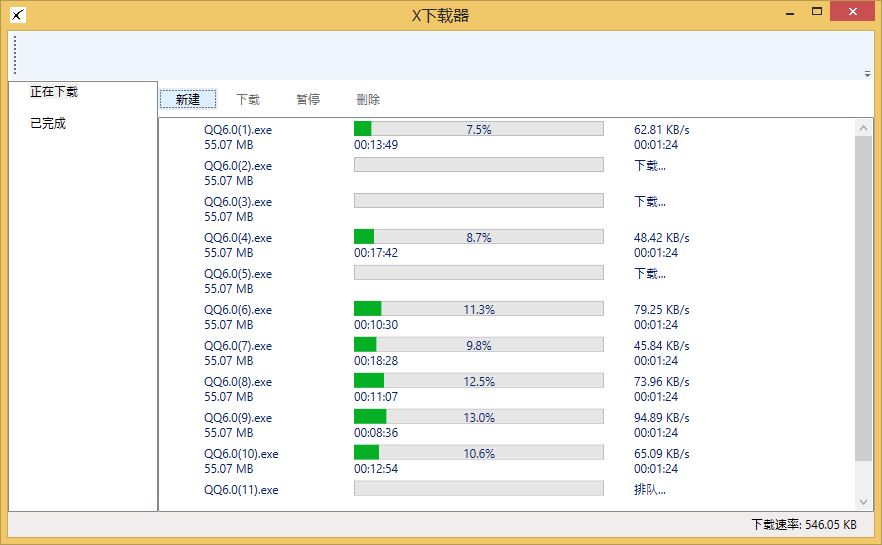 X下载器
正在下载
已完成
新建 下载 暂停 删除
QQ6.0(1).exe 7.5% 62.81 KB/s
55.07 MB 00:13:49 00:01:24
QQ6.0(2).exe 下载...
55.07 MB
QQ6.0(3).exe 下载...
55.07 MB
QQ6.0(4).exe 8.7% 48.42 KB/s
55.07 MB 00:17:42 00:01:24
QQ6.0(5).exe 下载...
55.07 MB
QQ6.0(6).exe 11.3% 79.25 KB/s
55.07 MB 00:10:30 00:01:24
QQ6.0(7).exe 9.8% 45.84 KB/s
55.07 MB 00:18:28 00:01:24
QQ6.0(8).exe 12.5% 73.96 KB/s
55.07 MB 00:11:07 00:01:24
QQ6.0(9).exe 13.0% 94.89 KB/s
55.07 MB 00:08:36 00:01:24
QQ6.0(10).exe 10.6% 65.09 KB/s
55.07 MB 00:12:54 00:01:24
QQ6.0(11).exe 排队...
下载速率: 546.05 KB